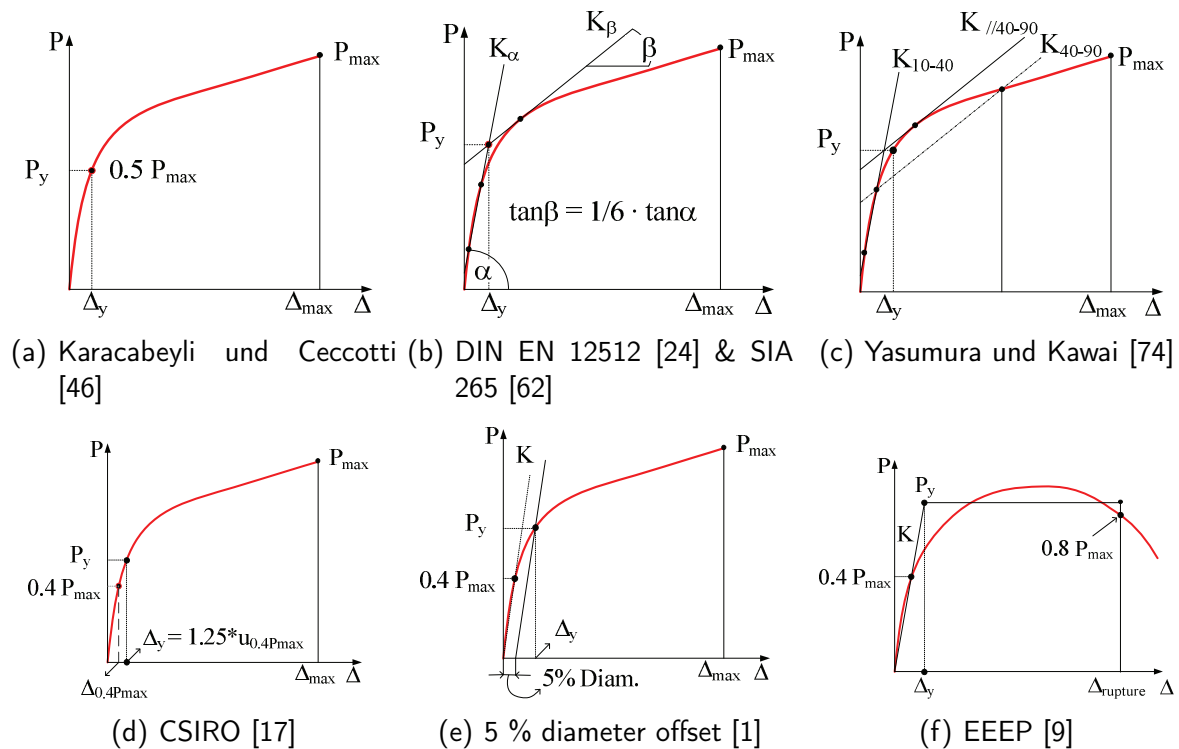 P
P_max
P_y
0.5 P_max
Δ_y
Δ_max
Δ
(a) Karacabeyli und Ceccotti
[46]
P
K_α
K_β
β
P_max
P_y
tanβ = 1/6 · tanα
α
Δ_y
Δ_max
Δ
(b) DIN EN 12512 [24] & SIA
265 [62]
P
K_//40-90
K_10-40
K_40-90
P_max
P_y
Δ_y
Δ_max
Δ
(c) Yasumura und Kawai [74]
P
P_max
P_y
0.4 P_max
Δ_y = 1.25*u_0.4Pmax
Δ_max
Δ
Δ_0.4Pmax
(d) CSIRO [17]
P
K
P_max
P_y
0.4 P_max
Δ_y
Δ_max
Δ
5% Diam.
(e) 5 % diameter offset [1]
P
P_y
K
0.8 P_max
0.4 P_max
Δ_y
Δ_rupture
Δ
(f) EEEP [9]